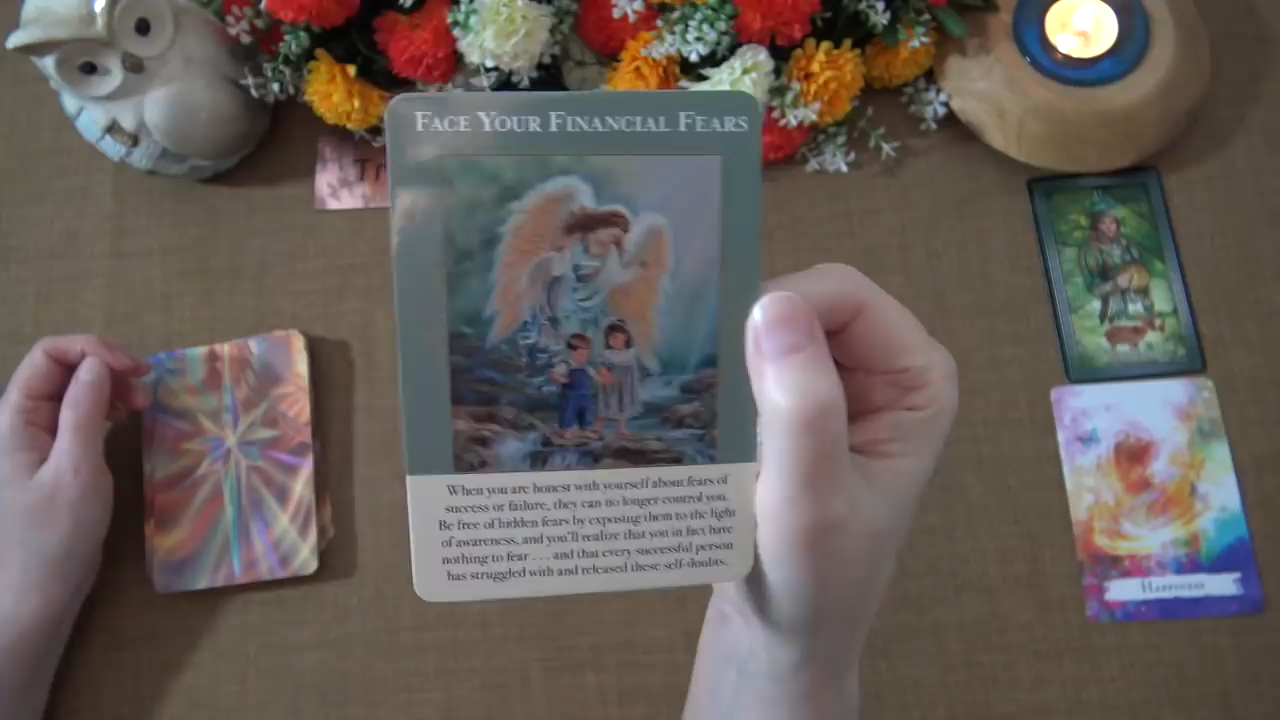 FACE YOUR FINANCIAL FEARS
Tr
When you are honest with yourself about fears of
success or failure, they can no longer control you.
Be free of hidden fears by exposing them to the light
of awareness, and you'll realize that you in fact have
nothing to fear . . . and that every successful person
has struggled with and released these self-doubts.
HAPPINESS